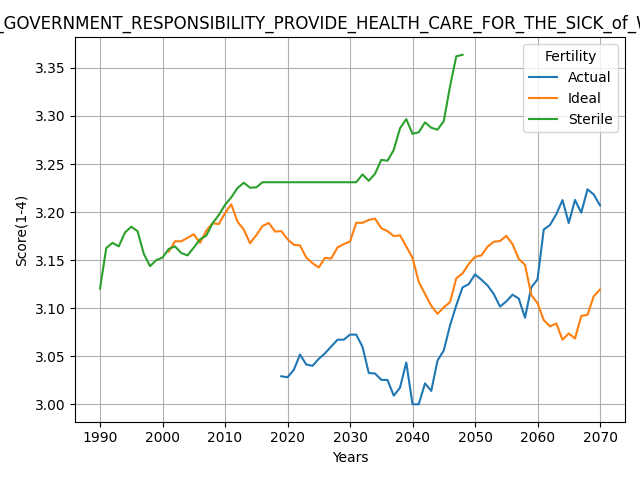 _GOVERNMENT_RESPONSIBILITY_PROVIDE_HEALTH_CARE_FOR_THE_SICK_of_
Fertility
Actual
Ideal
Sterile
Score(1-4)
3.35
3.30
3.25
3.20
3.15
3.10
3.05
3.00
1990 2000 2010 2020 2030 2040 2050 2060 2070
Years